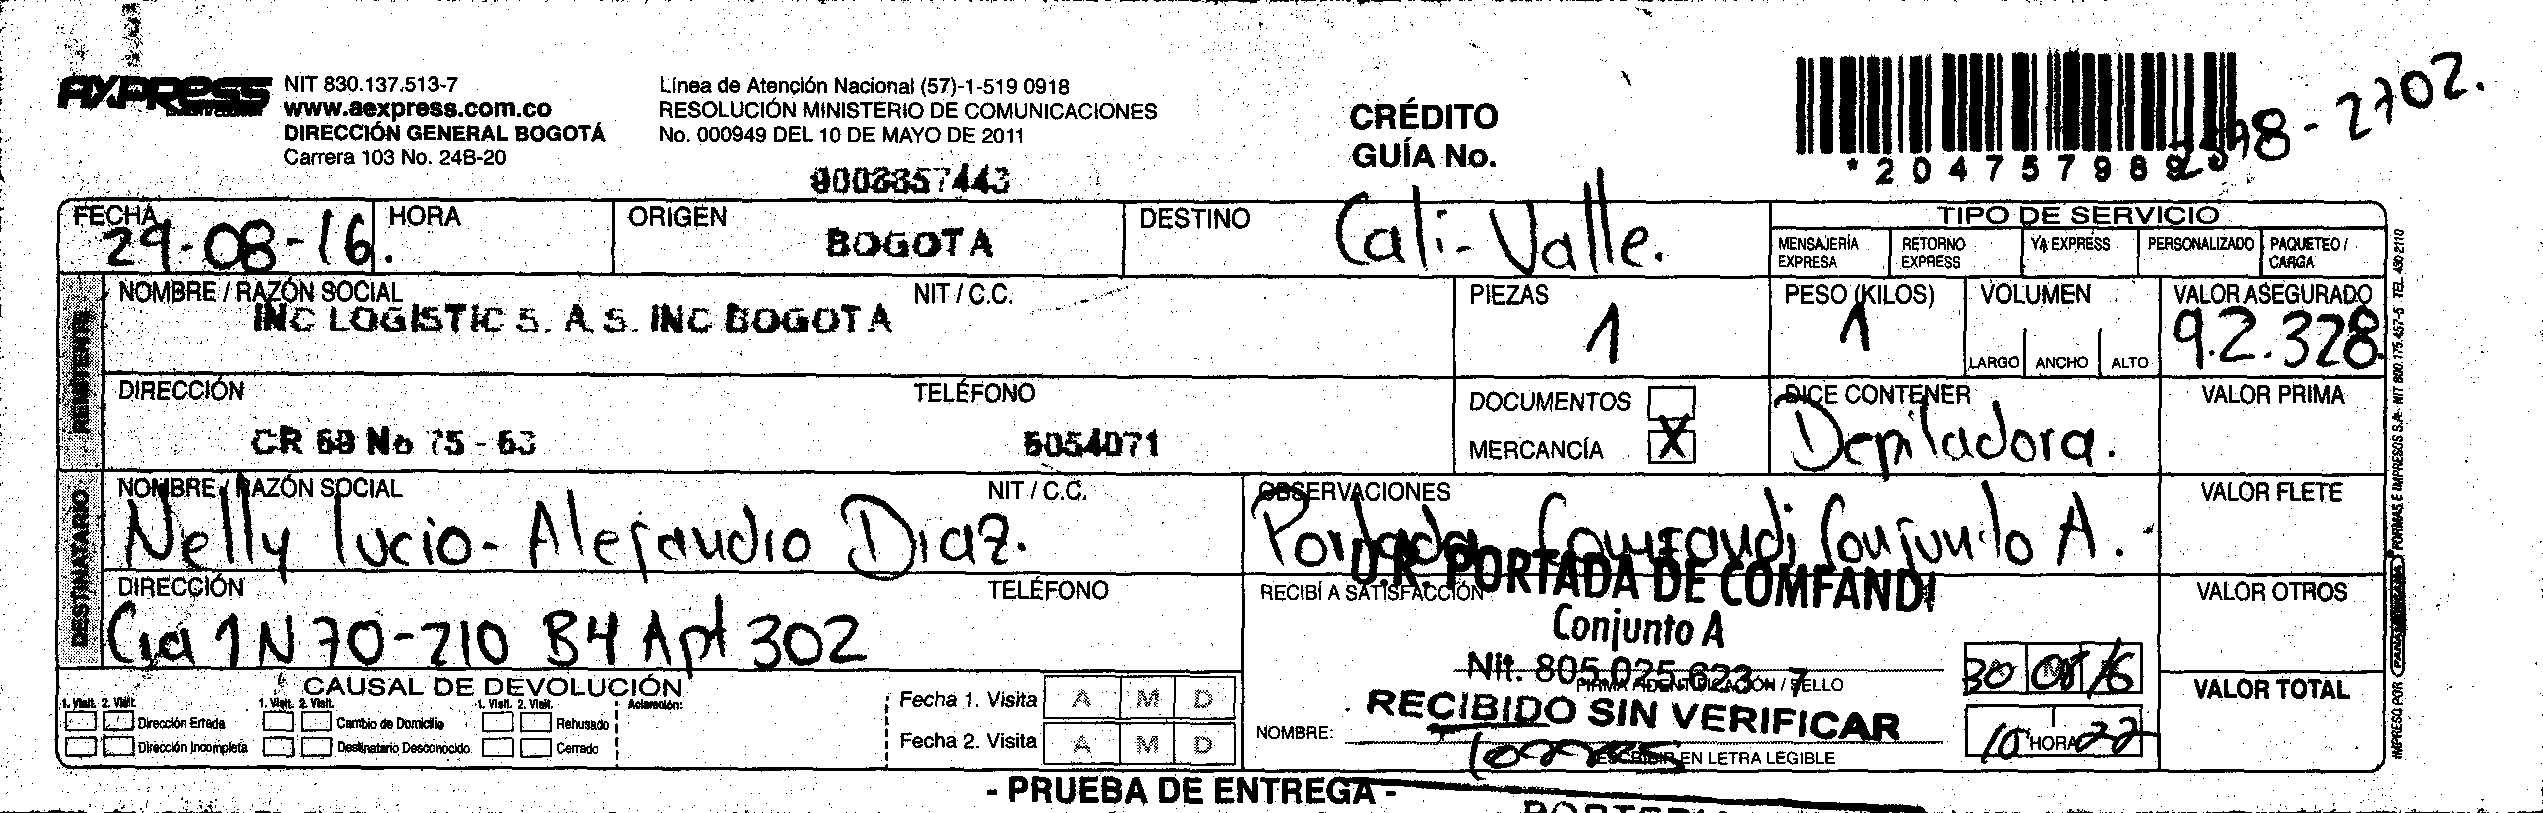 AXPRESS
NIT 830.137.513-7
www.aexpress.com.co
DIRECCIÓN GENERAL BOGOTÁ
Carrera 103 No. 24B-20
Línea de Atención Nacional (57)-1-519 0918
RESOLUCIÓN MINISTERIO DE COMUNICACIONES
No. 000949 DEL 10 DE MAYO DE 2011
CRÉDITO
GUÍA No.
-2702.
FECHA 29-08-16.
HORA
ORIGEN BOGOTA
DESTINO Cali-Valle.
TIPO DE SERVICIO
MENSAJERÍA EXPRESA
RETORNO EXPRESS
YA EXPRESS
PERSONALIZADO
PAQUETEO / CARGA
REMITENTE
NOMBRE / RAZÓN SOCIAL
NIT / C.C.
INC LOGISTIC S. A. S. INC BOGOTA
PIEZAS 1
PESO (KILOS) 1
VOLUMEN
LARGO ANCHO ALTO
VALOR ASEGURADO
92.328
DIRECCIÓN
TELÉFONO
CR 69 No 75 - 63
5054071
DOCUMENTOS
MERCANCÍA X
DICE CONTENER
Depiladora.
VALOR PRIMA
DESTINATARIO
NOMBRE / RAZÓN SOCIAL
NIT / C.C.
Nelly Lucio- Alejandro Diaz.
OBSERVACIONES
Portada Comfandi Conjunto A.
VALOR FLETE
DIRECCIÓN
TELÉFONO
Cra 1N 70-210 B4 Apt 302
RECIBÍ A SATISFACCIÓN
U.R. PORTADA DE COMFANDI
Conjunto A
Nit. 805.025.623-7
FIRMA / IDENTIFICACIÓN / SELLO
RECIBIDO SIN VERIFICAR
NOMBRE:
ESCRIBIR EN LETRA LEGIBLE
30 08 16
10 HORA 22
VALOR OTROS
VALOR TOTAL
CAUSAL DE DEVOLUCIÓN
1. Visit. 2. Visit.
1. Visit. 2. Visit.
1. Visit. 2. Visit.
Aclaración:
Dirección Errada
Cambio de Domicilio
Rehusado
Dirección Incompleta
Destinatario Desconocido
Cerrado
Fecha 1. Visita A M D
Fecha 2. Visita A M D
- PRUEBA DE ENTREGA -
IMPRESO POR FORMAS E IMPRESOS S.A. NIT 800.175.457-5 TEL. 430 2110